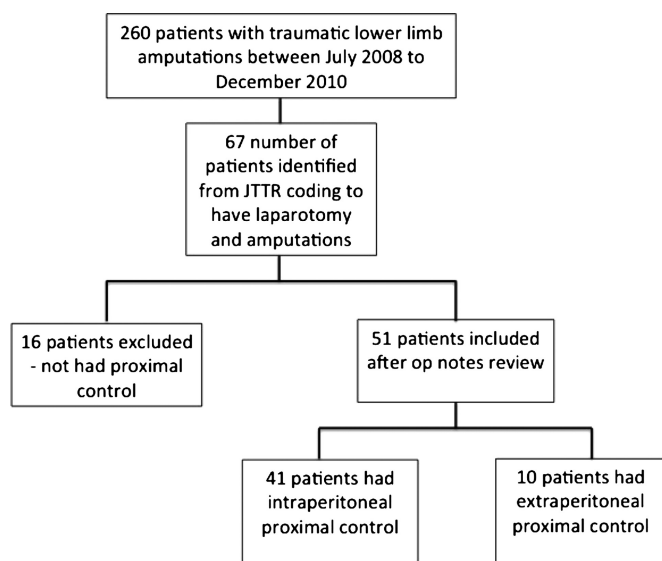 260 patients with traumatic lower limb
amputations between July 2008 to
December 2010
67 number of
patients identified
from JTTR coding to
have laparotomy
and amputations
16 patients excluded
- not had proximal
control
51 patients included
after op notes review
41 patients had
intraperitoneal
proximal control
10 patients had
extraperitoneal
proximal control